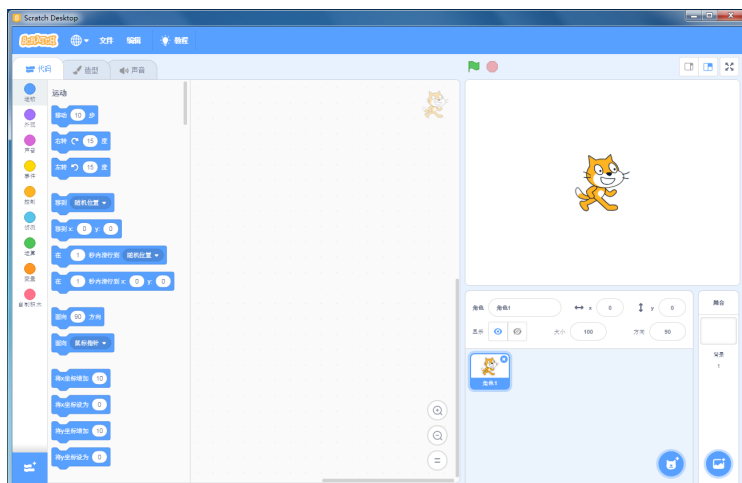 Scratch Desktop
SCRATCH
文件 编辑 教程
代码 造型 声音
运动
外观
声音
事件
控制
侦测
运算
变量
自制积木
运动
移动 10 步
右转 15 度
左转 15 度
移到 随机位置
移到 x: 0 y: 0
在 1 秒内滑行到 随机位置
在 1 秒内滑行到 x: 0 y: 0
面向 90 方向
面向 鼠标指针
将x坐标增加 10
将x坐标设为 0
将y坐标增加 10
将y坐标设为 0
角色 角色1 x 0 y 0
显示 大小 100 方向 90
角色1
舞台
背景
1